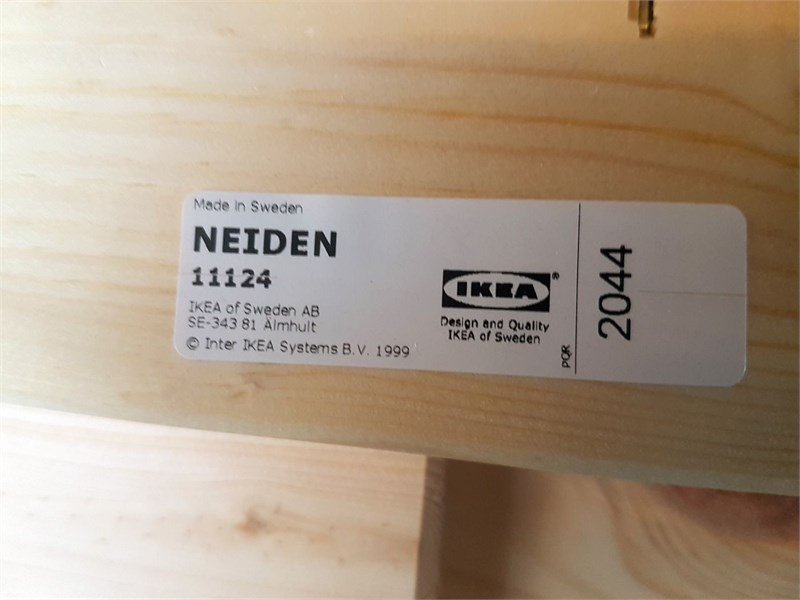 Made in Sweden
NEIDEN
11124
IKEA of Sweden AB
SE-343 81 Älmhult
© Inter IKEA Systems B.V. 1999
IKEA®
Design and Quality
IKEA of Sweden
PQR
2044